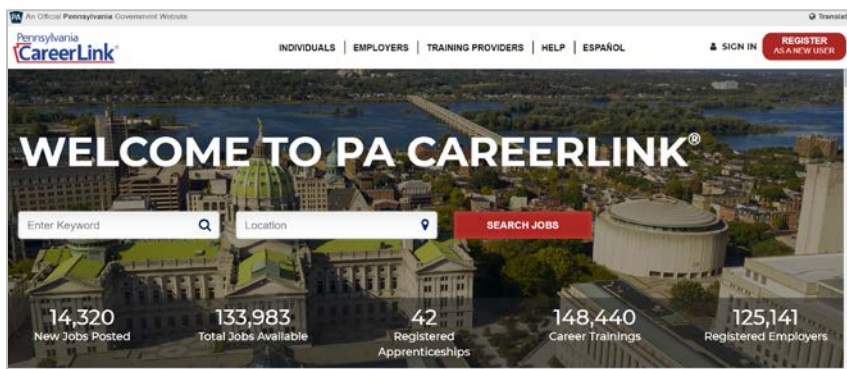 PA An Official Pennsylvania Government Website
Translat
Pennsylvania
CareerLink®
INDIVIDUALS | EMPLOYERS | TRAINING PROVIDERS | HELP | ESPAÑOL
SIGN IN
REGISTER
AS A NEW USER
WELCOME TO PA CAREERLINK®
Enter Keyword
Location
SEARCH JOBS
14,320
New Jobs Posted
133,983
Total Jobs Available
42
Registered
Apprenticeships
148,440
Career Trainings
125,141
Registered Employers